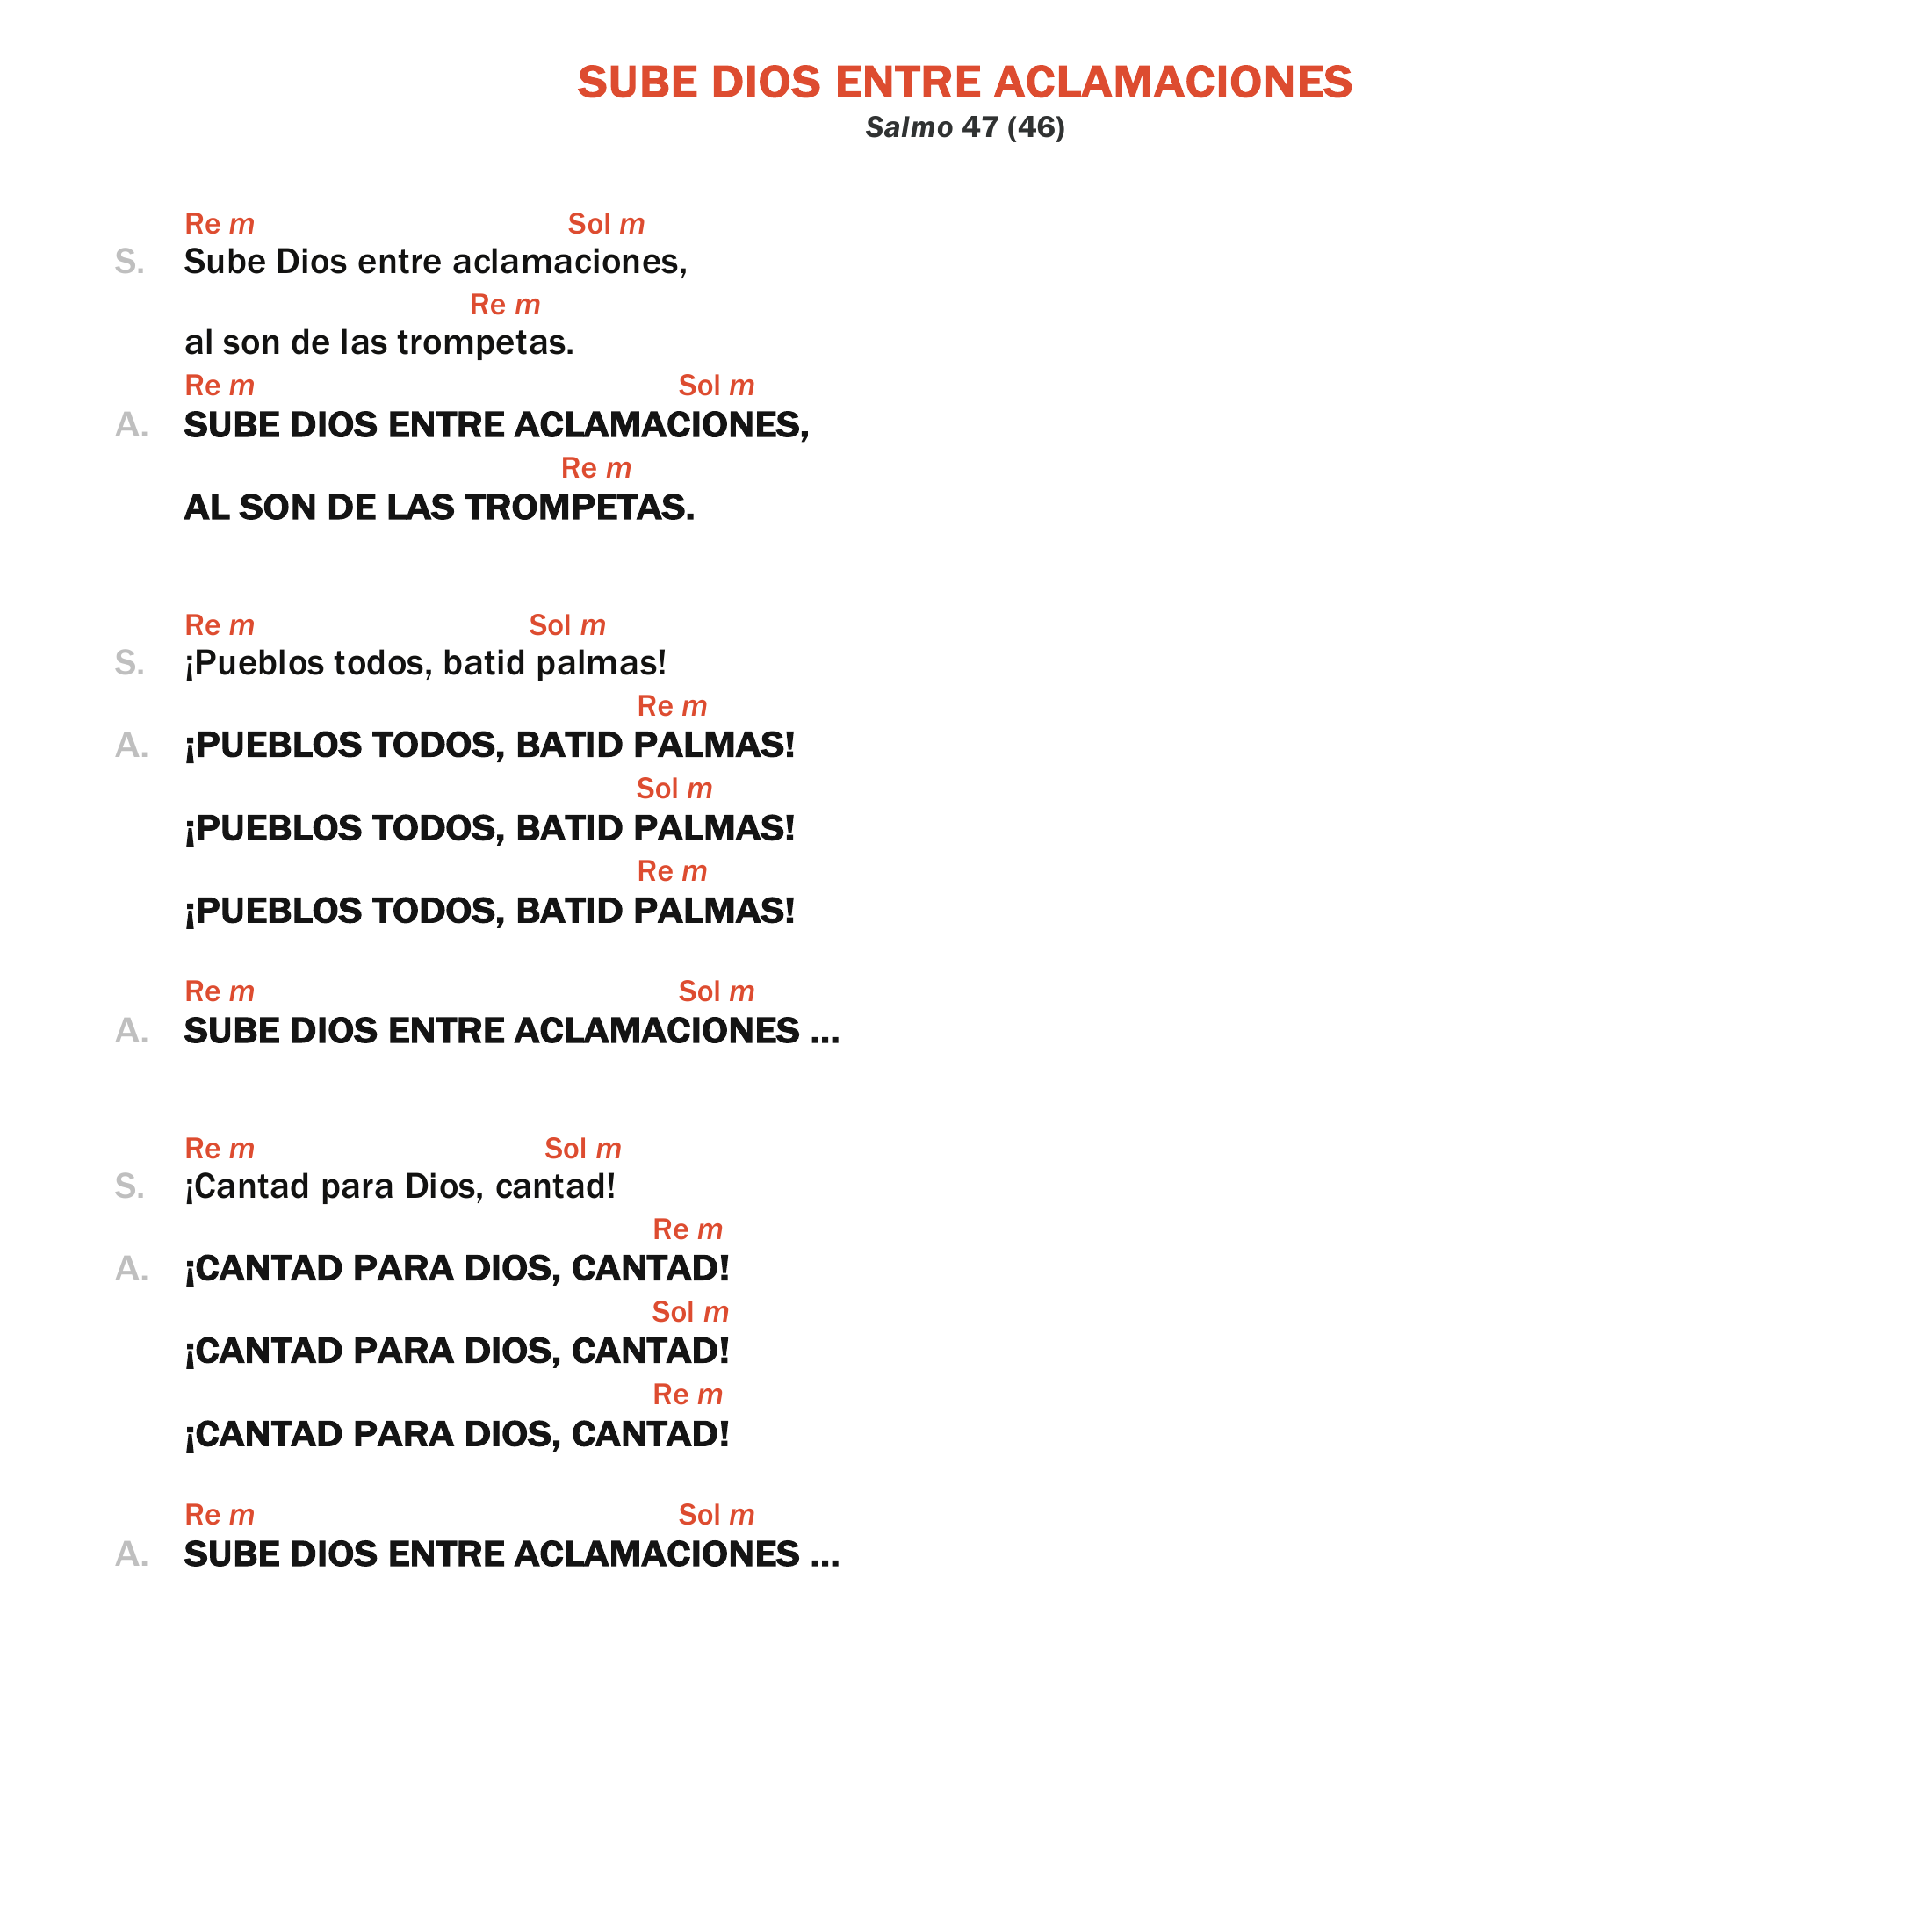 SUBE DIOS ENTRE ACLAMACIONES
Salmo 47 (46)
Re m Sol m
S. Sube Dios entre aclamaciones,
Re m
al son de las trompetas.
Re m Sol m
A. SUBE DIOS ENTRE ACLAMACIONES,
Re m
AL SON DE LAS TROMPETAS.
Re m Sol m
S. ¡Pueblos todos, batid palmas!
Re m
A. ¡PUEBLOS TODOS, BATID PALMAS!
Sol m
¡PUEBLOS TODOS, BATID PALMAS!
Re m
¡PUEBLOS TODOS, BATID PALMAS!
Re m Sol m
A. SUBE DIOS ENTRE ACLAMACIONES ...
Re m Sol m
S. ¡Cantad para Dios, cantad!
Re m
A. ¡CANTAD PARA DIOS, CANTAD!
Sol m
¡CANTAD PARA DIOS, CANTAD!
Re m
¡CANTAD PARA DIOS, CANTAD!
Re m Sol m
A. SUBE DIOS ENTRE ACLAMACIONES ...